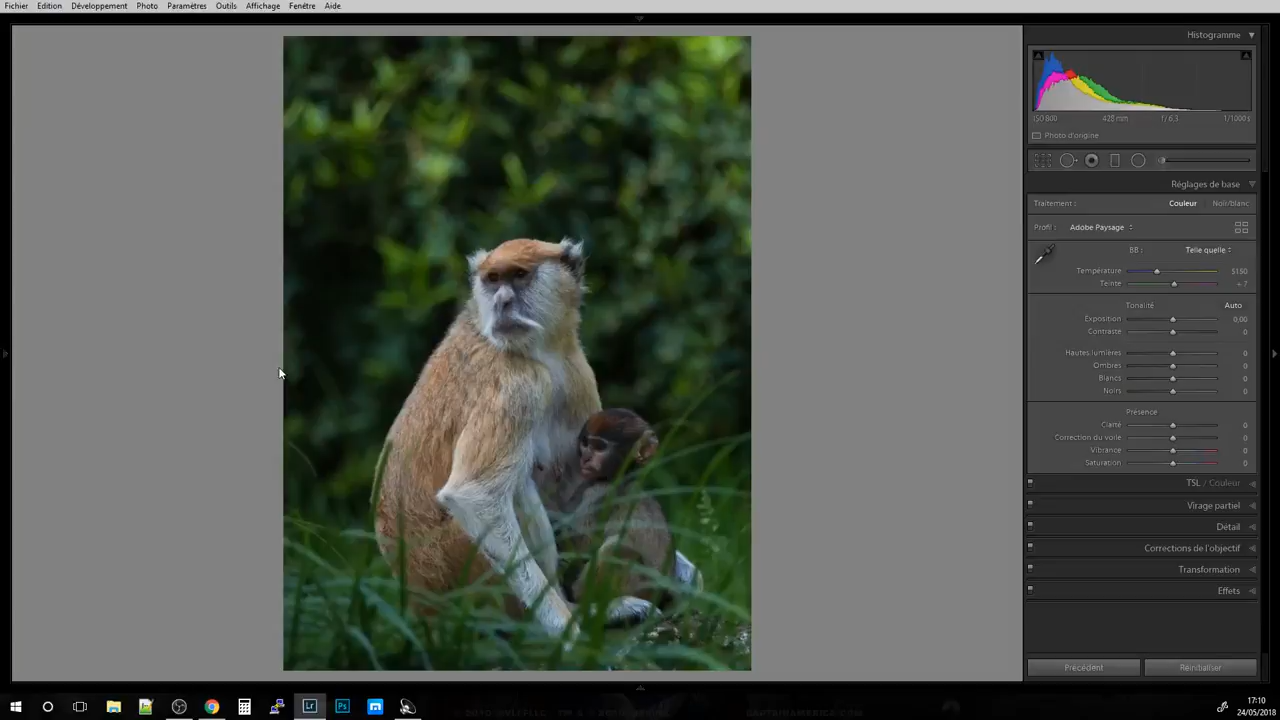 Fichier Edition Développement Photo Paramètres Outils Affichage Fenêtre Aide
Histogramme
ISO 800 428 mm f / 6,3 1/1000 s
Photo d'origine
Réglages de base
Traitement : Couleur Noir/blanc
Profil : Adobe Paysage
BB : Telle quelle
Température 5150
Teinte + 7
Tonalité Auto
Exposition 0,00
Contraste 0
Hautes lumières 0
Ombres 0
Blancs 0
Noirs 0
Présence
Clarté 0
Correction du voile 0
Vibrance 0
Saturation 0
TSL / Couleur
Virage partiel
Détail
Corrections de l'objectif
Transformation
Effets
Précédent Réinitialiser
Lr Ps
17:10
24/05/2018